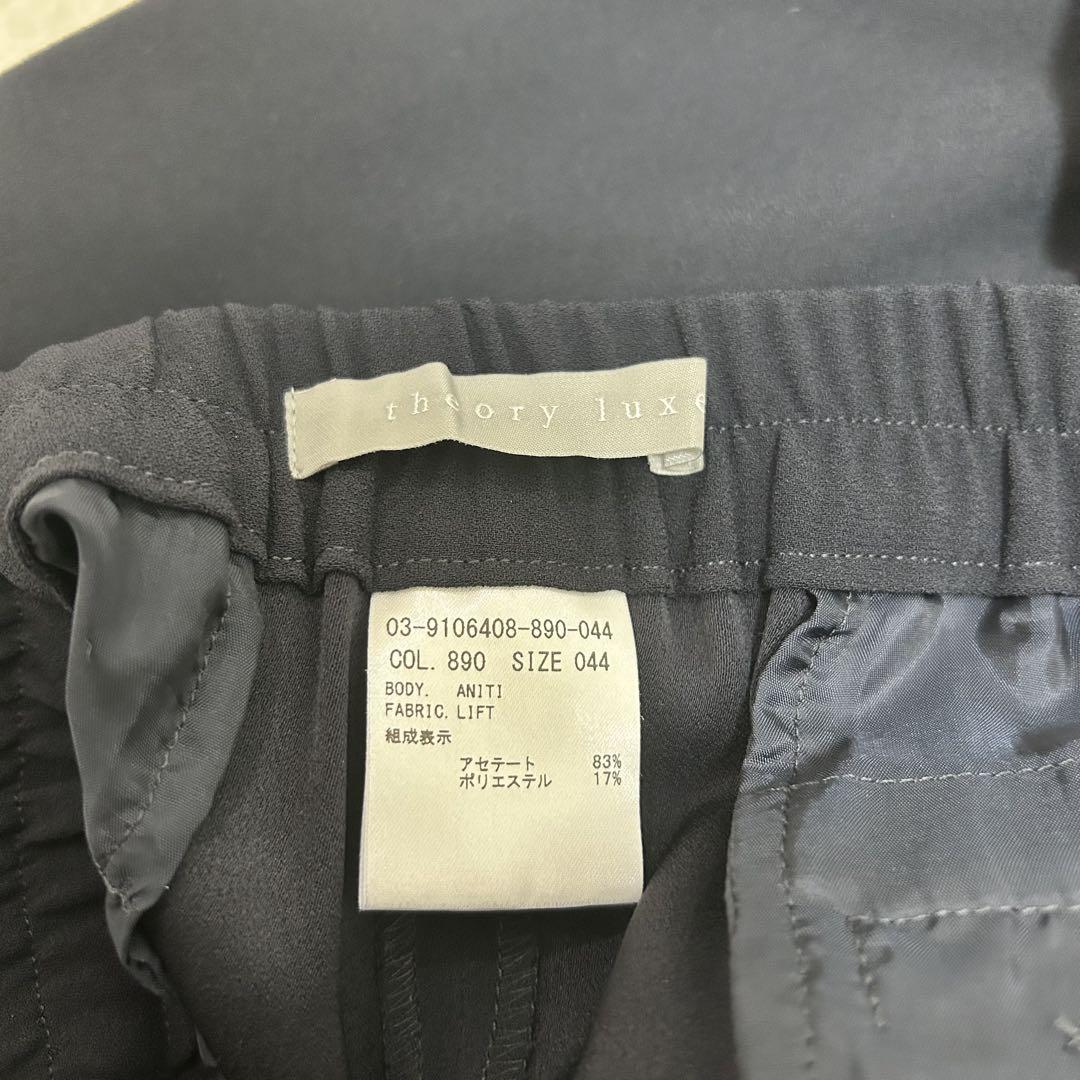 theory luxe
03-9106408-890-044
COL. 890 SIZE 044
BODY. ANITI
FABRIC. LIFT
組成表示
アセテート 83%
ポリエステル 17%